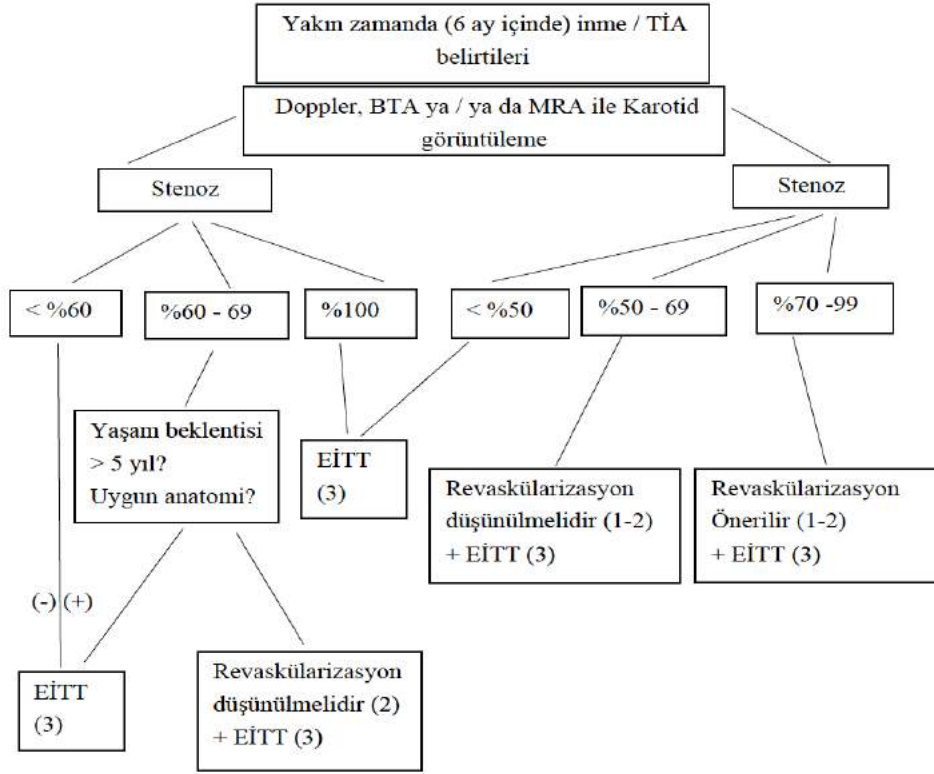 Yakın zamanda (6 ay içinde) inme / TİA
belirtileri
Doppler, BTA ya / ya da MRA ile Karotid
görüntüleme
Stenoz
Stenoz
< %60
%60 - 69
%100
< %50
%50 - 69
%70 -99
Yaşam beklentisi
> 5 yıl?
Uygun anatomi?
EİTT
(3)
Revaskülarizasyon
düşünülmelidir (1-2)
+ EİTT (3)
Revaskülarizasyon
Önerilir (1-2)
+ EİTT (3)
(-) (+)
EİTT
(3)
Revaskülarizasyon
düşünülmelidir (2)
+ EİTT (3)